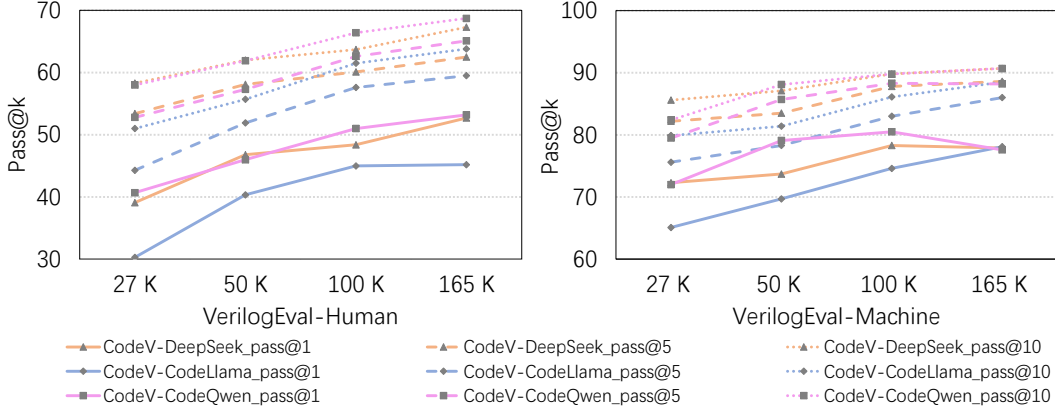 Pass@k
70
60
50
40
30
27 K 50 K 100 K 165 K
VerilogEval-Human
Pass@k
100
90
80
70
60
27 K 50 K 100 K 165 K
VerilogEval-Machine
CodeV-DeepSeek_pass@1 CodeV-DeepSeek_pass@5 CodeV-DeepSeek_pass@10
CodeV-CodeLlama_pass@1 CodeV-CodeLlama_pass@5 CodeV-CodeLlama_pass@10
CodeV-CodeQwen_pass@1 CodeV-CodeQwen_pass@5 CodeV-CodeQwen_pass@10